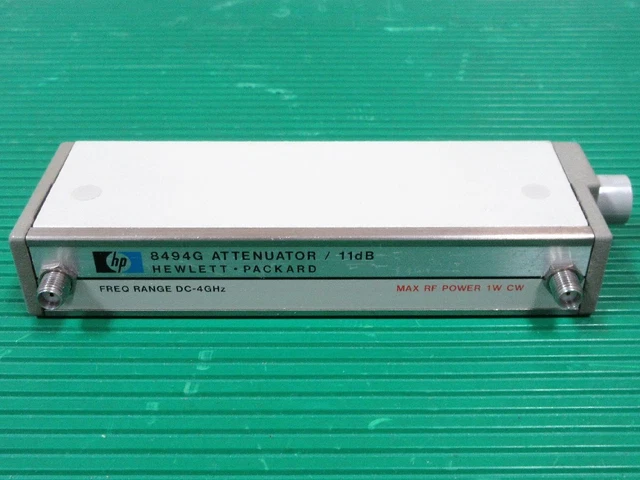 hp
8494G ATTENUATOR / 11dB
HEWLETT • PACKARD
FREQ RANGE DC-4GHz
MAX RF POWER 1W CW